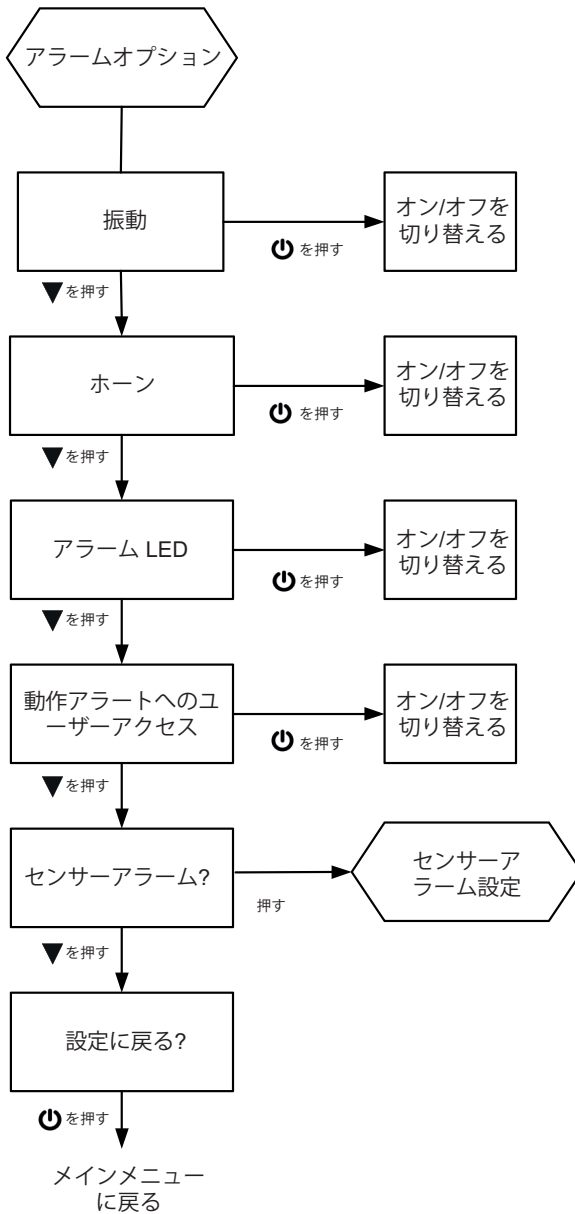 アラームオプション
振動
オン/オフを
切り替える
を押す
を押す
ホーン
オン/オフを
切り替える
を押す
を押す
アラーム LED
オン/オフを
切り替える
を押す
を押す
動作アラートへのユ
ーザーアクセス
オン/オフを
切り替える
を押す
を押す
センサーアラーム?
センサーア
ラーム設定
押す
を押す
設定に戻る?
を押す
メインメニュー
に戻る